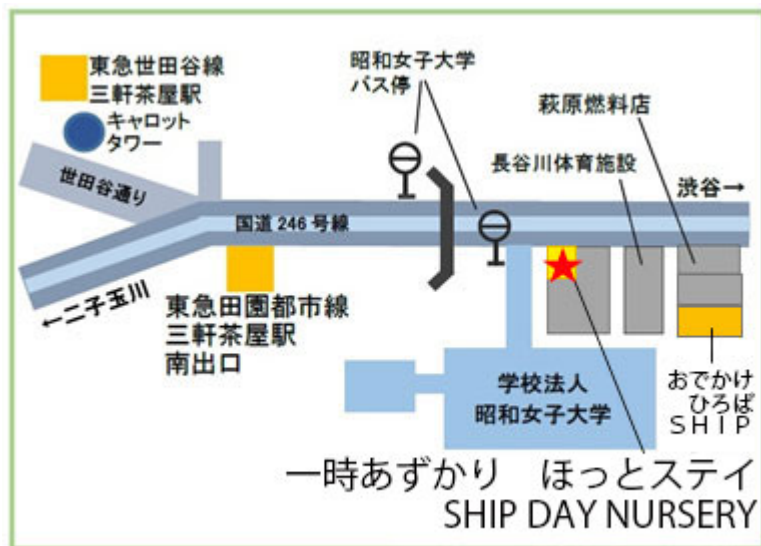 東急世田谷線
三軒茶屋駅
キャロット
タワー
昭和女子大学
バス停
萩原燃料店
長谷川体育施設
渋谷→
世田谷通り
国道246号線
←二子玉川
東急田園都市線
三軒茶屋駅
南出口
学校法人
昭和女子大学
おでかけ
ひろば
SHIP
一時あずかり　ほっとステイ
SHIP DAY NURSERY